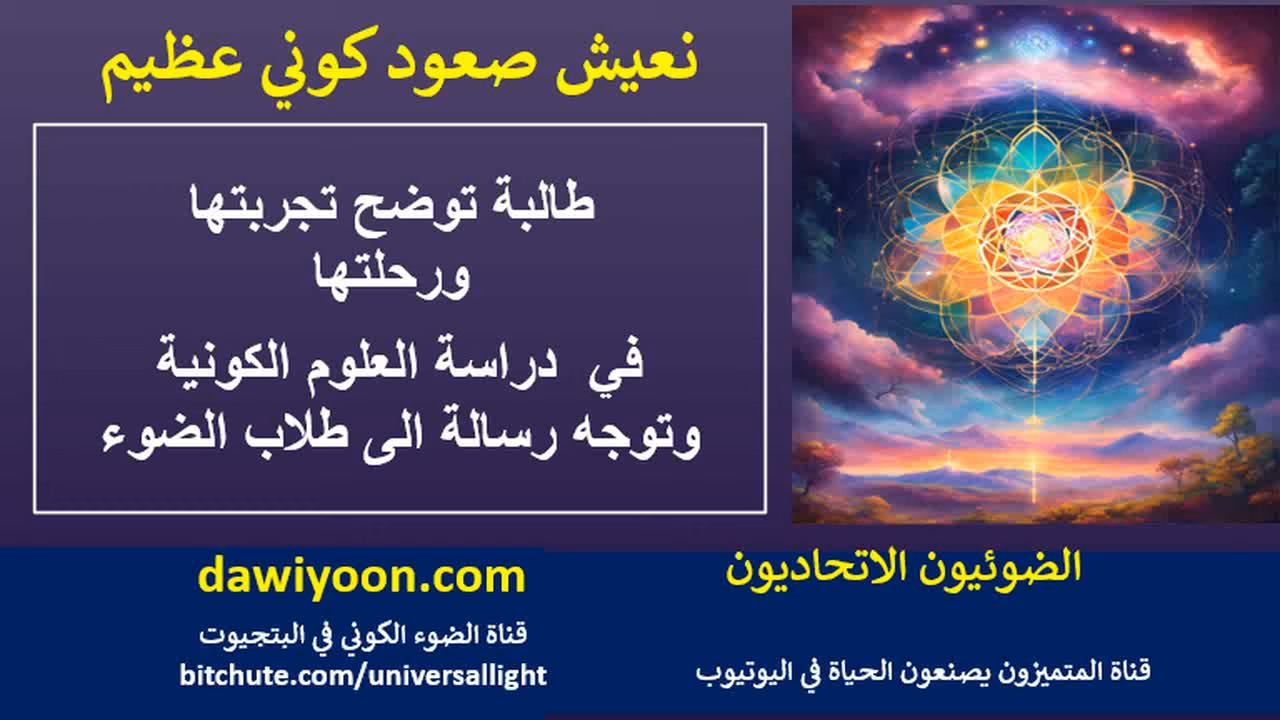 نعيش صعود كوني عظيم
طالبة توضح تجربتها
ورحلتها
في دراسة العلوم الكونية
وتوجه رسالة الى طلاب الضوء
الضوئيون الاتحاديون
قناة المتميزون يصنعون الحياة في اليوتيوب
dawiyoon.com
قناة الضوء الكوني في البتجيوت
bitchute.com/universallight